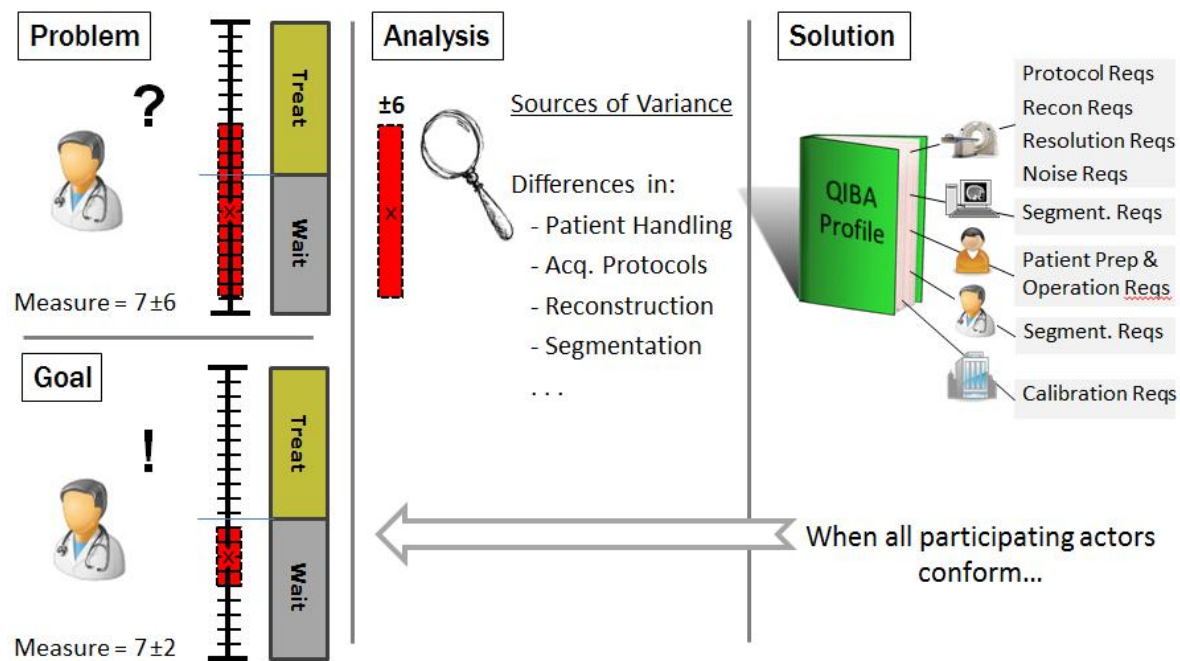 Problem
?
Treat
Wait
x
Measure = 7±6
Goal
!
Treat
Wait
x
Measure = 7±2
Analysis
±6
x
Sources of Variance
Differences in:
- Patient Handling
- Acq. Protocols
- Reconstruction
- Segmentation
. . .
Solution
QIBA
Profile
Protocol Reqs
Recon Reqs
Resolution Reqs
Noise Reqs
Segment. Reqs
Patient Prep &
Operation Reqs
Segment. Reqs
Calibration Reqs
When all participating actors
conform...